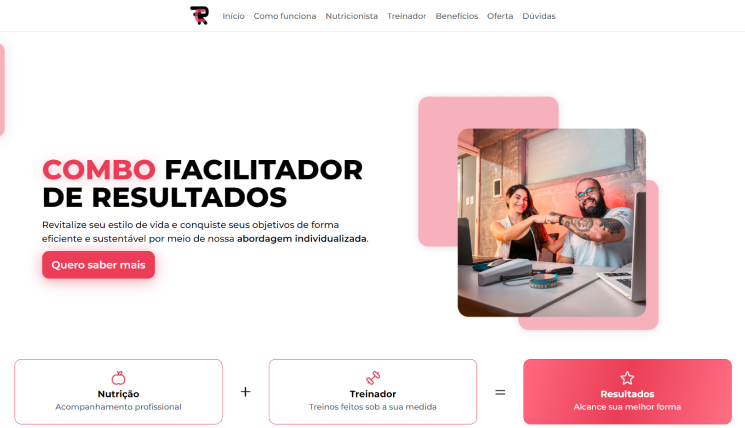 Início Como funciona Nutricionista Treinador Benefícios Oferta Dúvidas
COMBO FACILITADOR
DE RESULTADOS
Revitalize seu estilo de vida e conquiste seus objetivos de forma
eficiente e sustentável por meio de nossa abordagem individualizada.
Quero saber mais
Nutrição
Acompanhamento profissional
+
Treinador
Treinos feitos sob a sua medida
=
Resultados
Alcance sua melhor forma